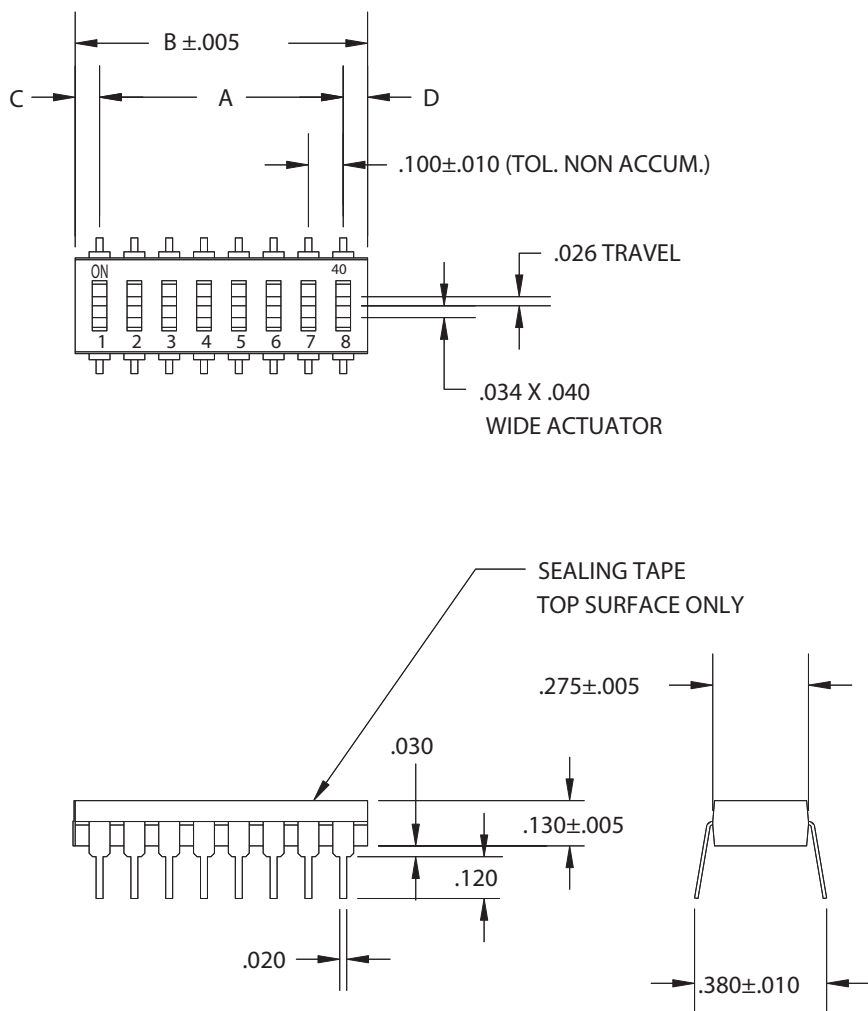 B ±.005
C
A
D
.100±.010 (TOL. NON ACCUM.)
.026 TRAVEL
ON
40
1 2 3 4 5 6 7 8
.034 X .040
WIDE ACTUATOR
SEALING TAPE
TOP SURFACE ONLY
.275±.005
.030
.130±.005
.120
.020
.380±.010